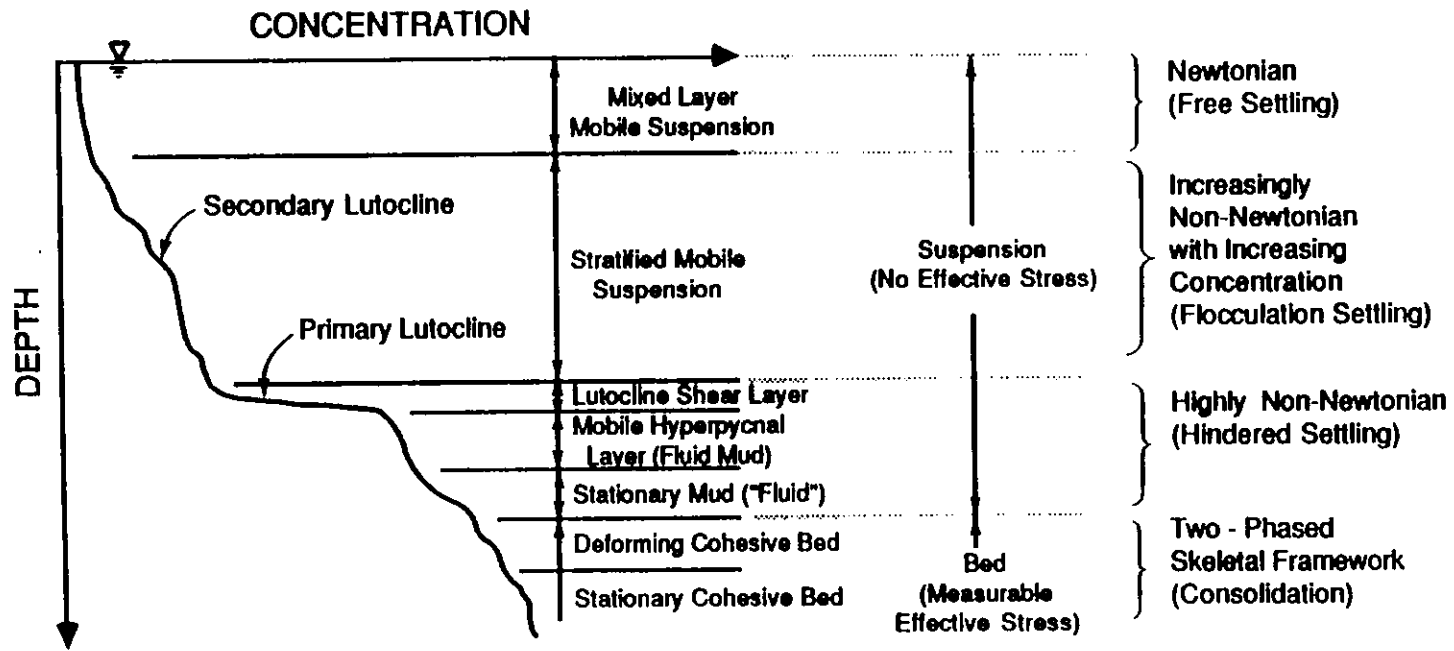 CONCENTRATION
DEPTH
Mixed Layer
Mobile Suspension
Secondary Lutocline
Stratified Mobile
Suspension
Primary Lutocline
Lutocline Shear Layer
Mobile Hyperpycnal
Layer (Fluid Mud)
Stationary Mud ("Fluid")
Deforming Cohesive Bed
Stationary Cohesive Bed
Suspension
(No Effective Stress)
Bed
(Measurable
Effective Stress)
Newtonian
(Free Settling)
Increasingly
Non-Newtonian
with Increasing
Concentration
(Flocculation Settling)
Highly Non-Newtonian
(Hindered Settling)
Two - Phased
Skeletal Framework
(Consolidation)